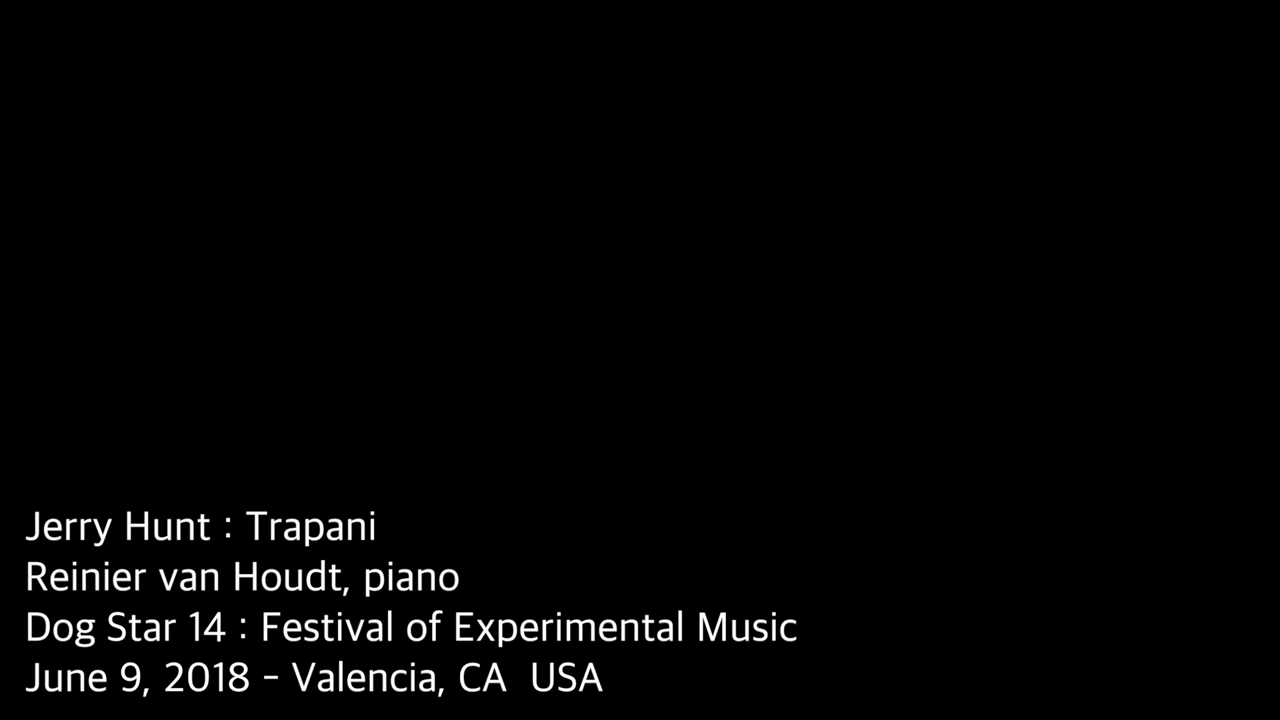 Jerry Hunt : Trapani
Reinier van Houdt, piano
Dog Star 14 : Festival of Experimental Music
June 9, 2018 - Valencia, CA  USA